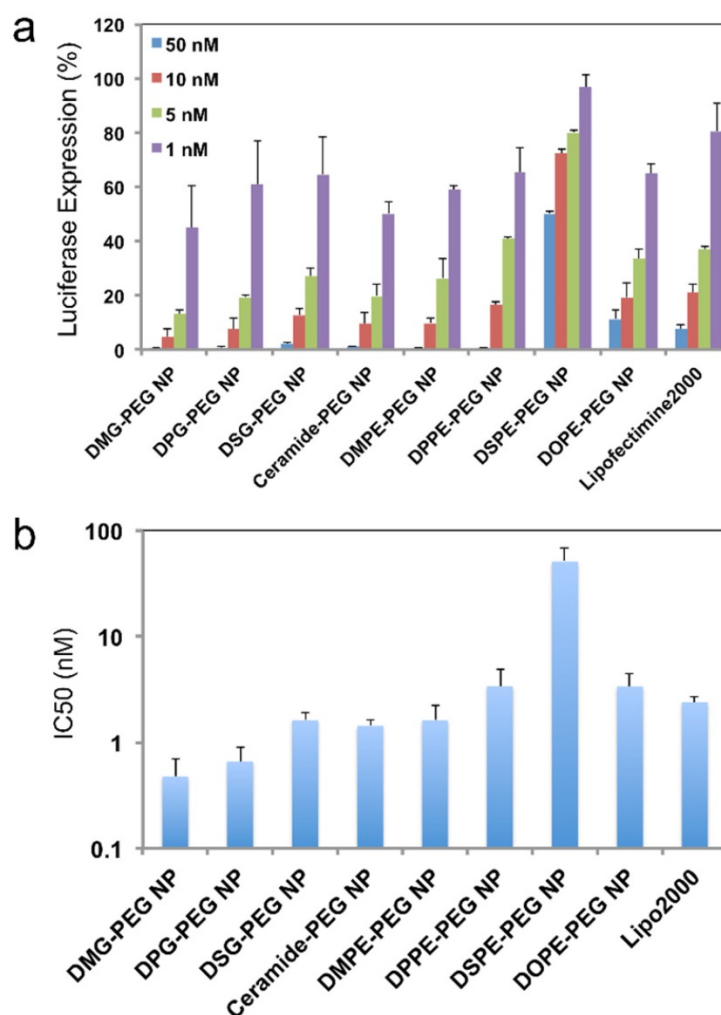 a
Luciferase Expression (%)
120
100
80
60
40
20
0
50 nM
10 nM
5 nM
1 nM
DMG-PEG NP
DPG-PEG NP
DSG-PEG NP
Ceramide-PEG NP
DMPE-PEG NP
DPPE-PEG NP
DSPE-PEG NP
DOPE-PEG NP
Lipofectimine2000
b
IC50 (nM)
100
10
1
0.1
DMG-PEG NP
DPG-PEG NP
DSG-PEG NP
Ceramide-PEG NP
DMPE-PEG NP
DPPE-PEG NP
DSPE-PEG NP
DOPE-PEG NP
Lipo2000